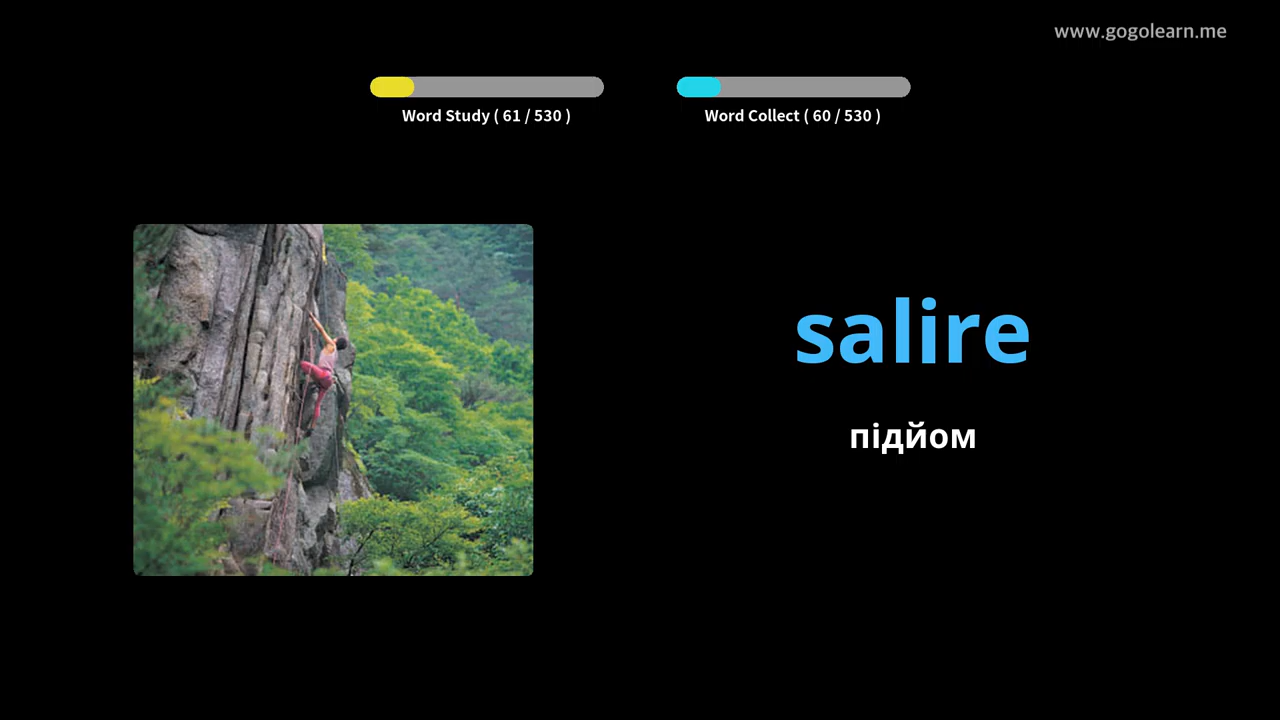 www.gogolearn.me
Word Study ( 61 / 530 )
Word Collect ( 60 / 530 )
salire
підйом